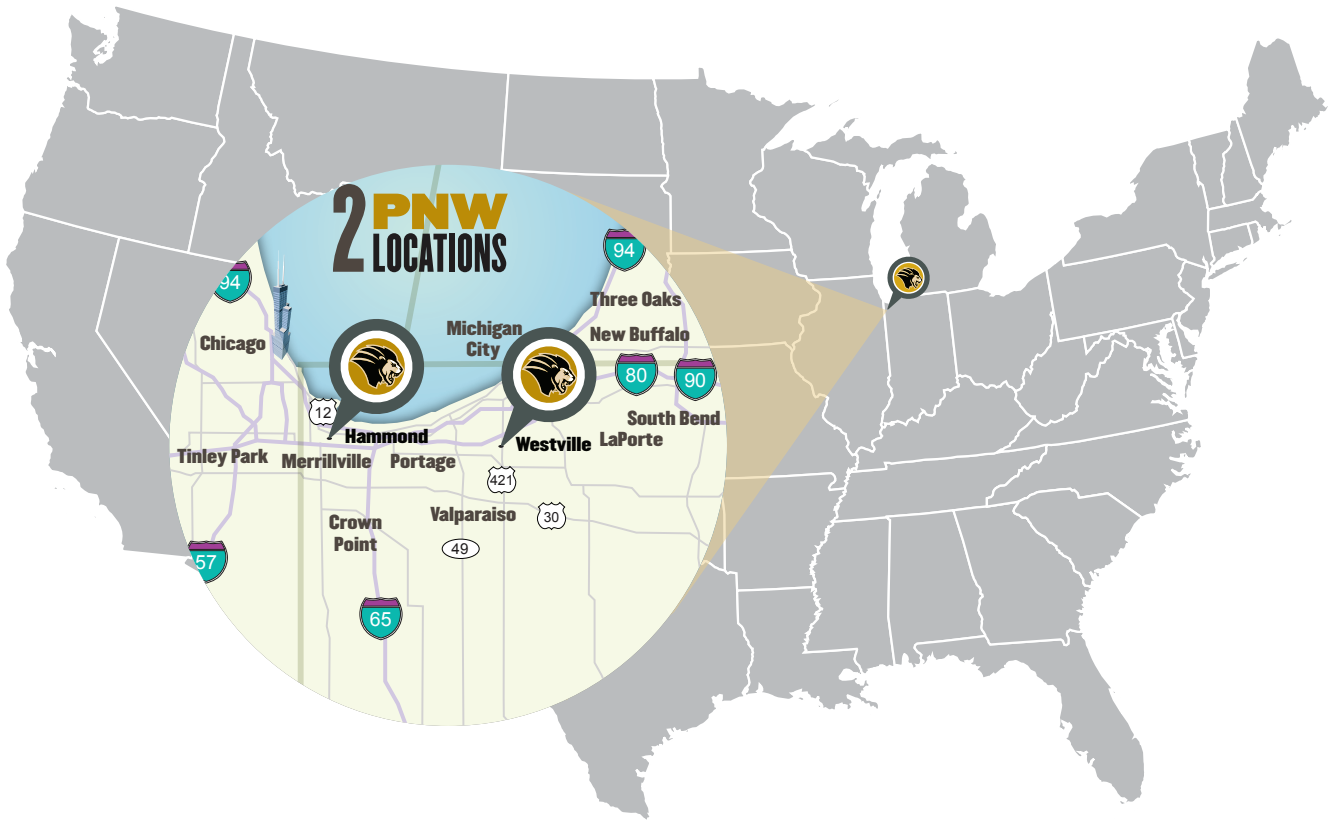 2 PNW
LOCATIONS
94
94
Three Oaks
Michigan
City
New Buffalo
Chicago
80
90
12
South Bend
Hammond
Westville
LaPorte
Tinley Park
Merrillville
Portage
421
Valparaiso
30
Crown
Point
49
57
65